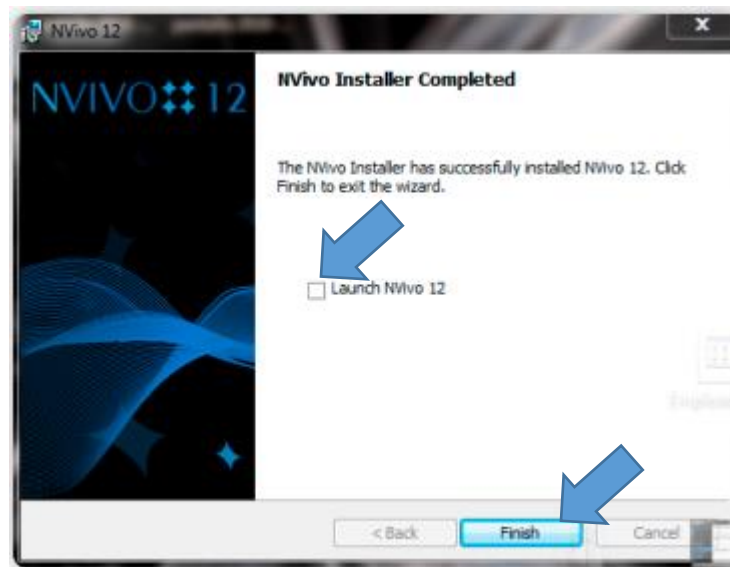 NVivo 12
NVIVO 12
NVivo Installer Completed
The NVivo Installer has successfully installed NVivo 12. Click
Finish to exit the wizard.
Launch NVivo 12
< Back
Finish
Cancel